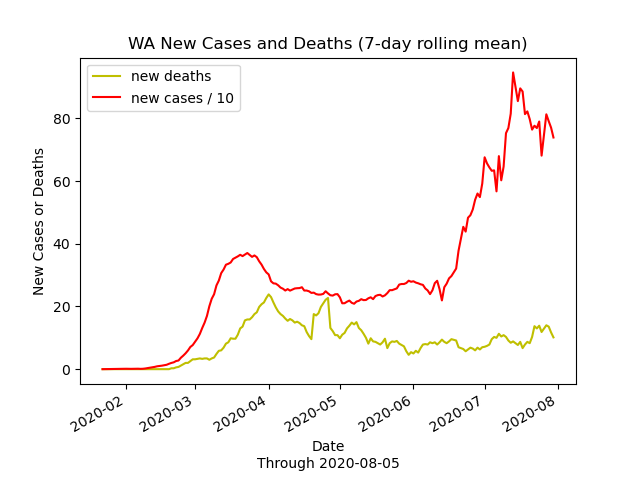 WA New Cases and Deaths (7-day rolling mean)
new deaths
new cases / 10
New Cases or Deaths
80
60
40
20
0
2020-02
2020-03
2020-04
2020-05
2020-06
2020-07
2020-08
Date
Through 2020-08-05